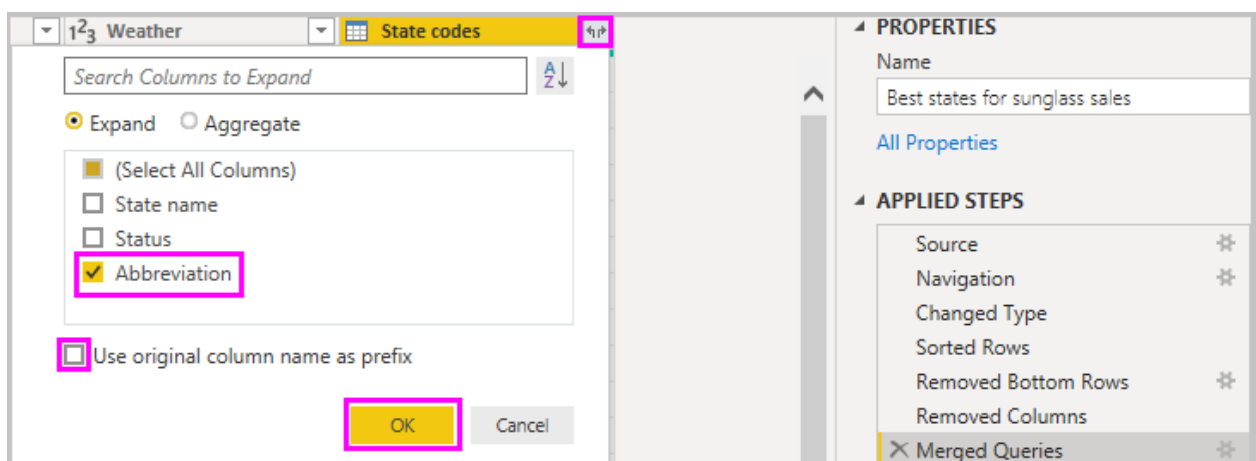 1²3 Weather
State codes
Search Columns to Expand
A
Z
Expand
Aggregate
(Select All Columns)
State name
Status
Abbreviation
Use original column name as prefix
OK
Cancel
PROPERTIES
Name
Best states for sunglass sales
All Properties
APPLIED STEPS
Source
Navigation
Changed Type
Sorted Rows
Removed Bottom Rows
Removed Columns
Merged Queries